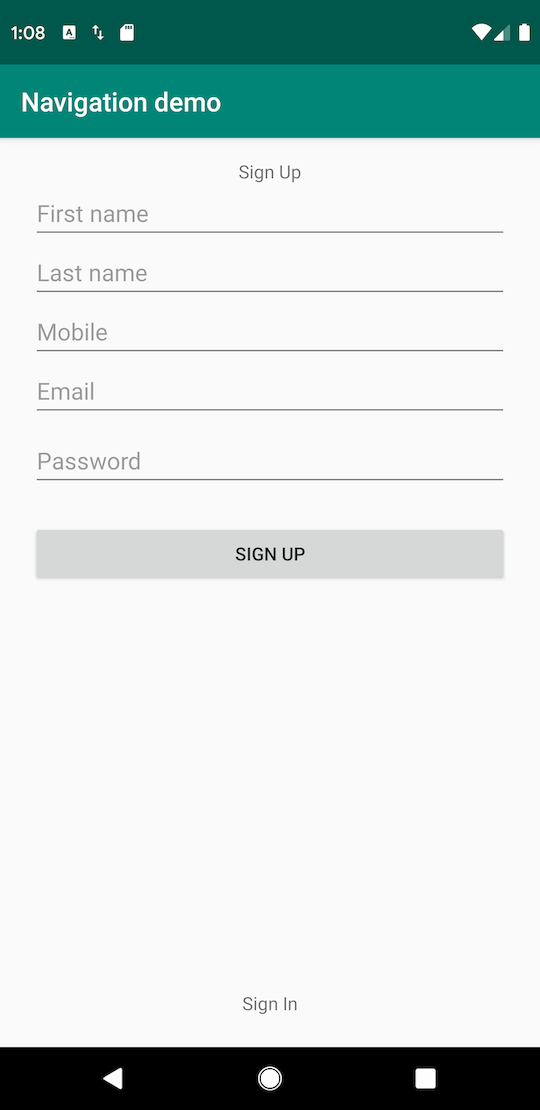 1:08
Navigation demo
Sign Up
First name
Last name
Mobile
Email
Password
SIGN UP
Sign In